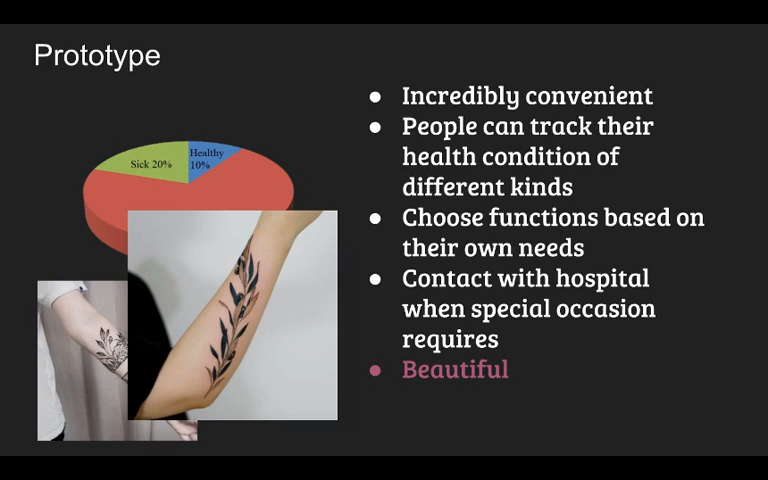 Prototype
Sick 20%
Healthy
10%
● Incredibly convenient
● People can track their
health condition of
different kinds
● Choose functions based on
their own needs
● Contact with hospital
when special occasion
requires
● Beautiful